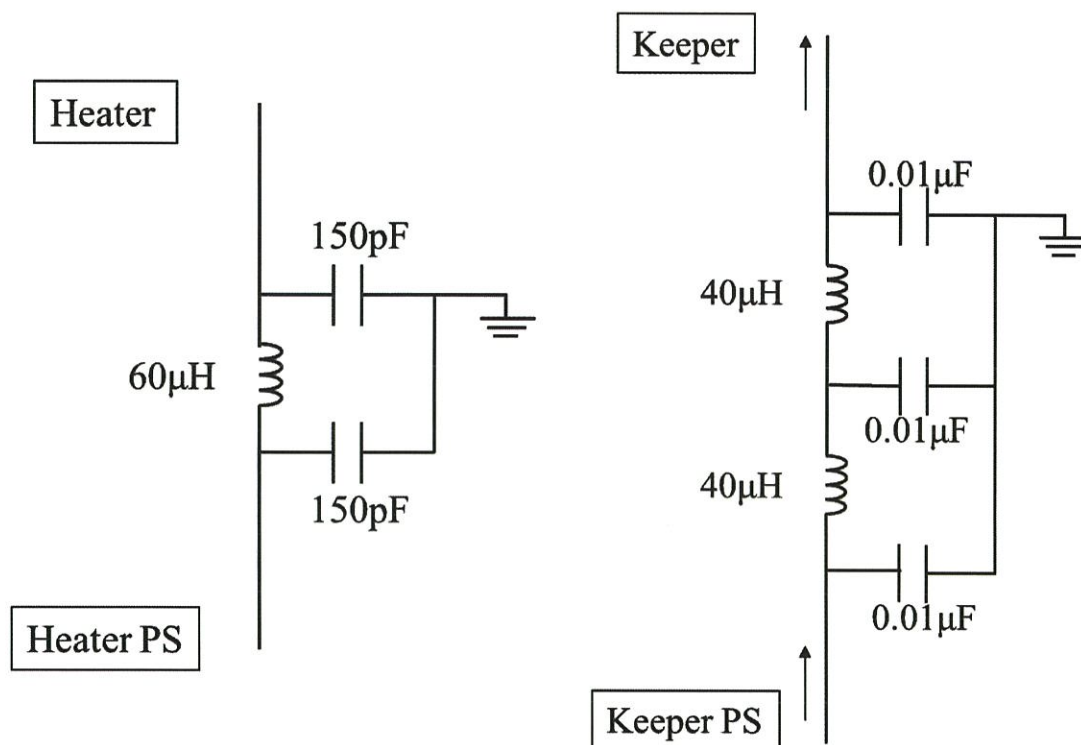 Heater
150pF
60μH
150pF
Heater PS
Keeper
0.01μF
40μH
0.01μF
40μH
0.01μF
Keeper PS